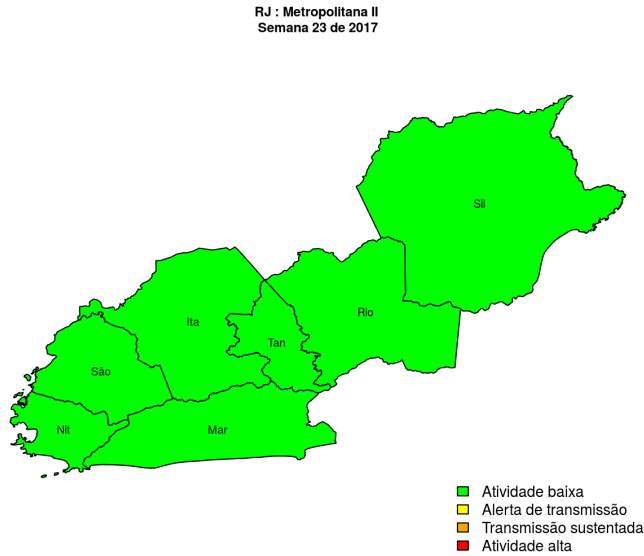 RJ : Metropolitana II
Semana 23 de 2017
Sil
Ita
Rio
Tan
São
Nit
Mar
Atividade baixa
Alerta de transmissão
Transmissão sustentada
Atividade alta